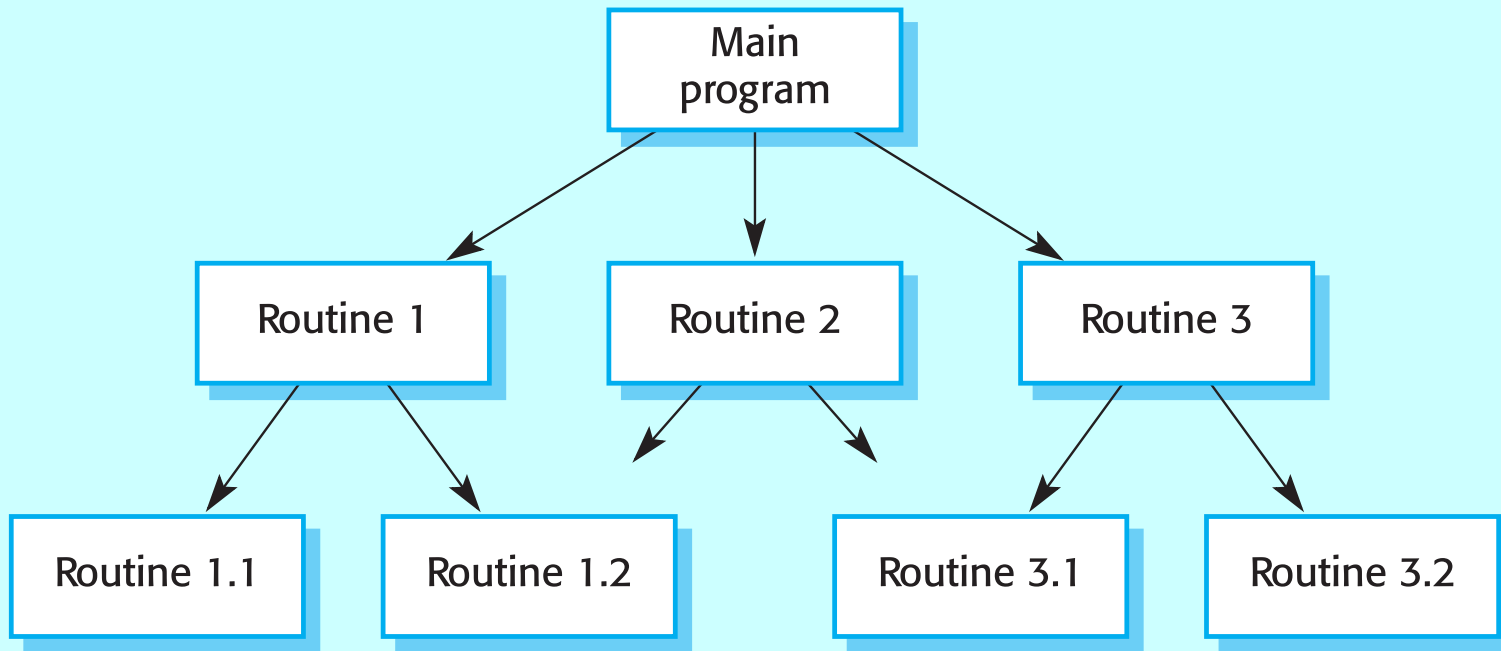 Main
program
Routine 1
Routine 2
Routine 3
Routine 1.1
Routine 1.2
Routine 3.1
Routine 3.2